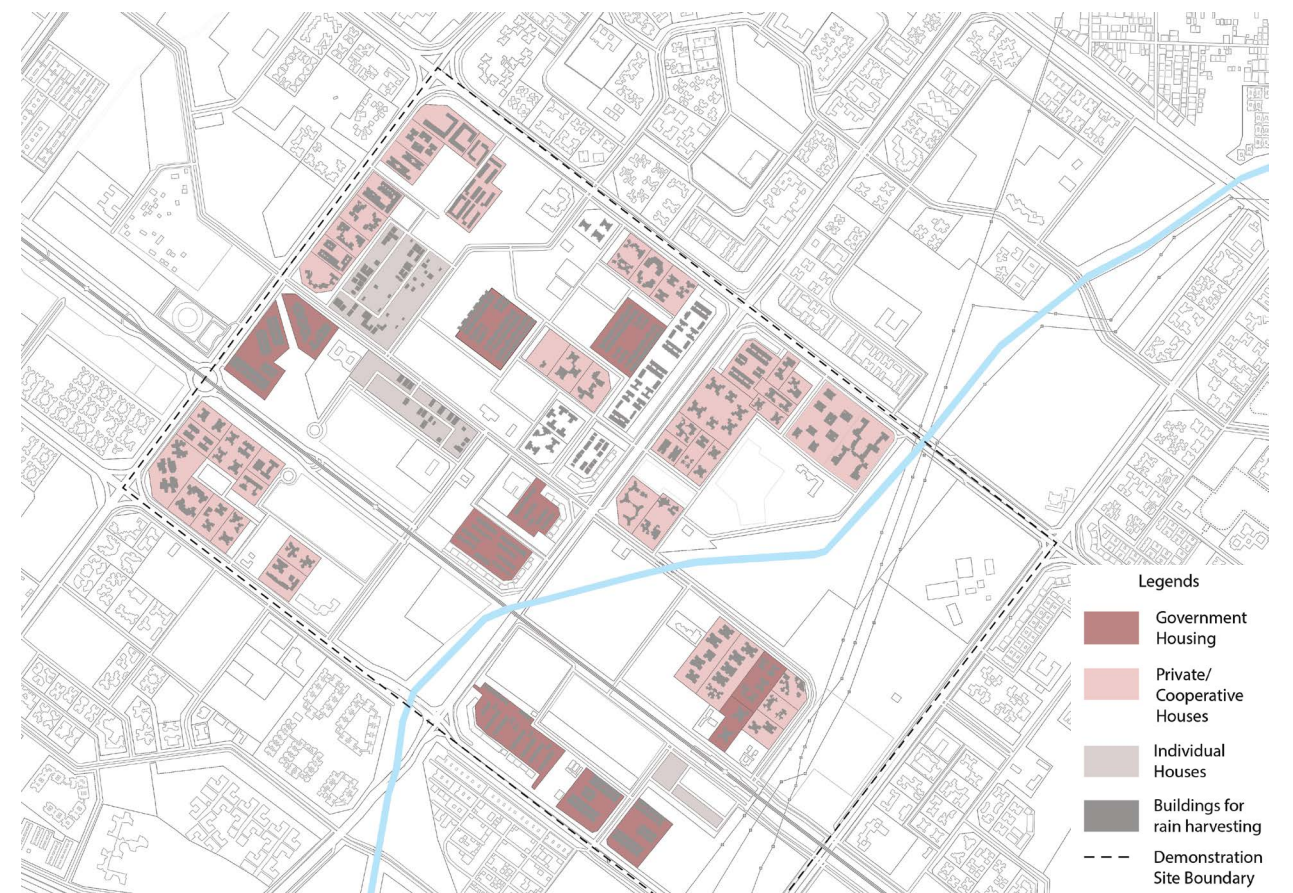 Legends
Government
Housing
Private/
Cooperative
Houses
Individual
Houses
Buildings for
rain harvesting
Demonstration
Site Boundary